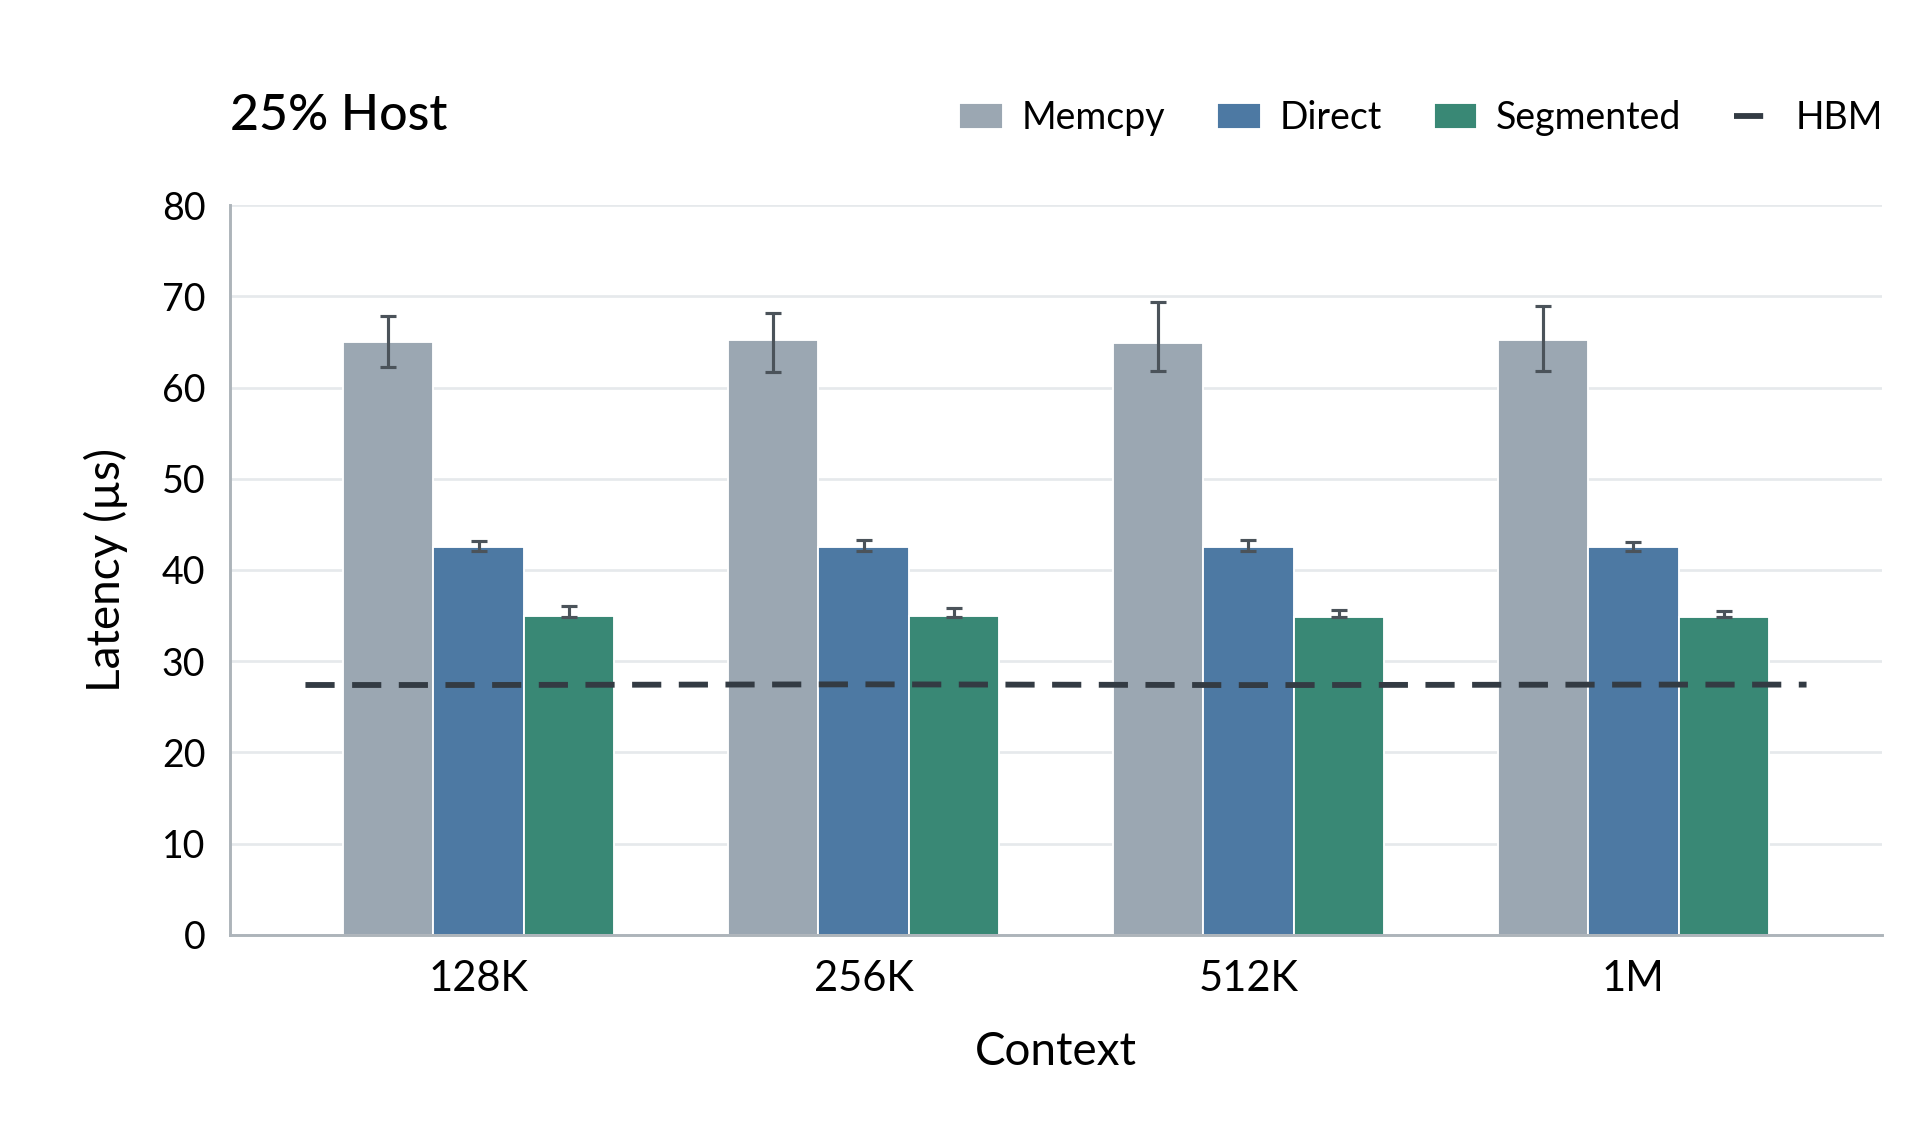 25% Host
Memcpy Direct Segmented HBM
80
70
60
50
40
30
20
10
0
Latency (µs)
128K 256K 512K 1M
Context